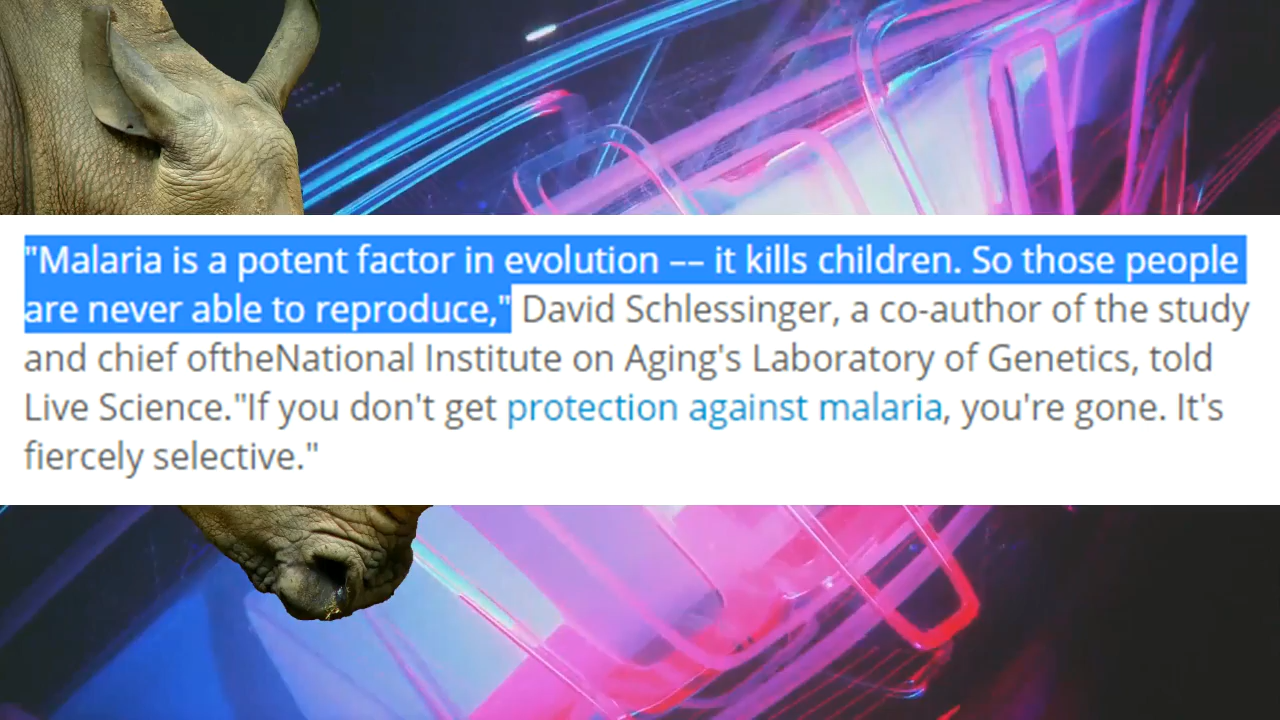 "Malaria is a potent factor in evolution –– it kills children. So those people
are never able to reproduce," David Schlessinger, a co-author of the study
and chief oftheNational Institute on Aging's Laboratory of Genetics, told
Live Science."If you don't get protection against malaria, you're gone. It's
fiercely selective."